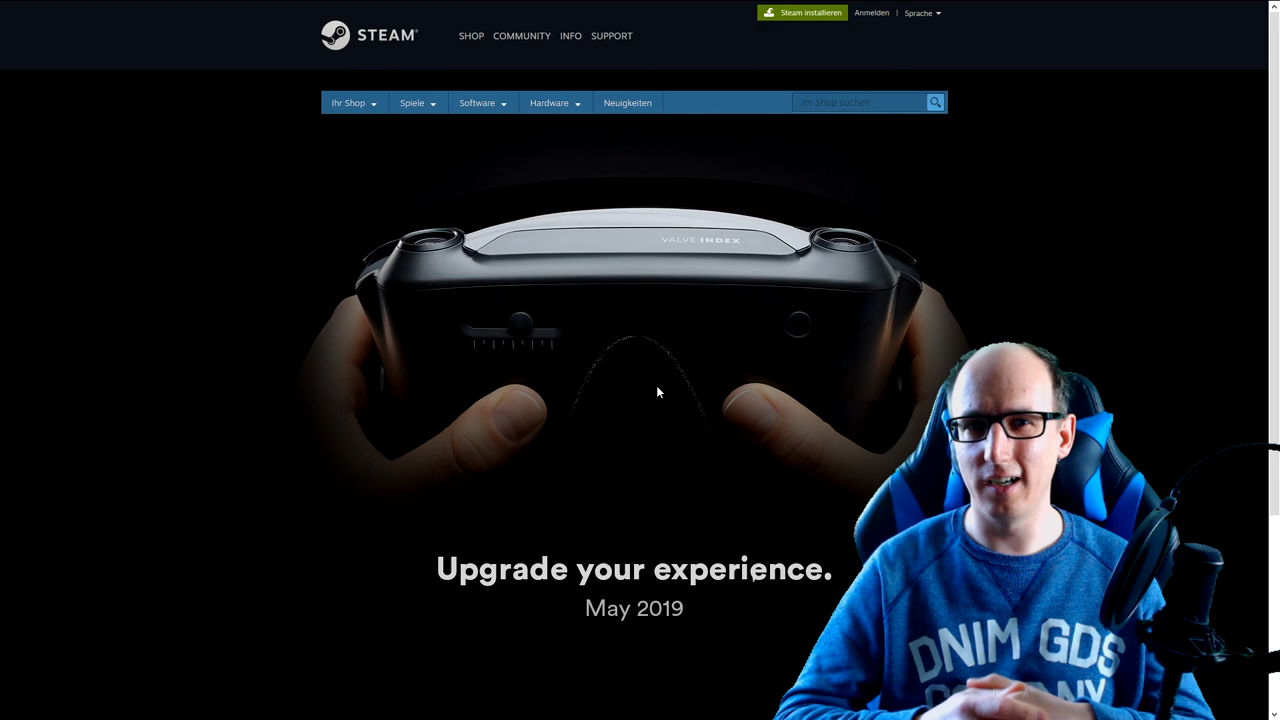 Steam installieren Anmelden | Sprache
STEAM®
SHOP COMMUNITY INFO SUPPORT
Ihr Shop Spiele Software Hardware Neuigkeiten Im Shop suchen
VALVE INDEX
Upgrade your experience.
May 2019
DNIM GDS